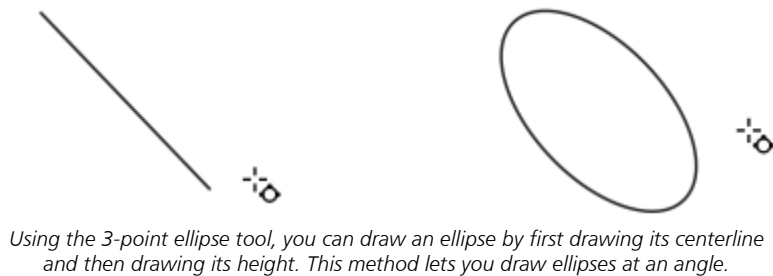 Using the 3-point ellipse tool, you can draw an ellipse by first drawing its centerline
and then drawing its height. This method lets you draw ellipses at an angle.